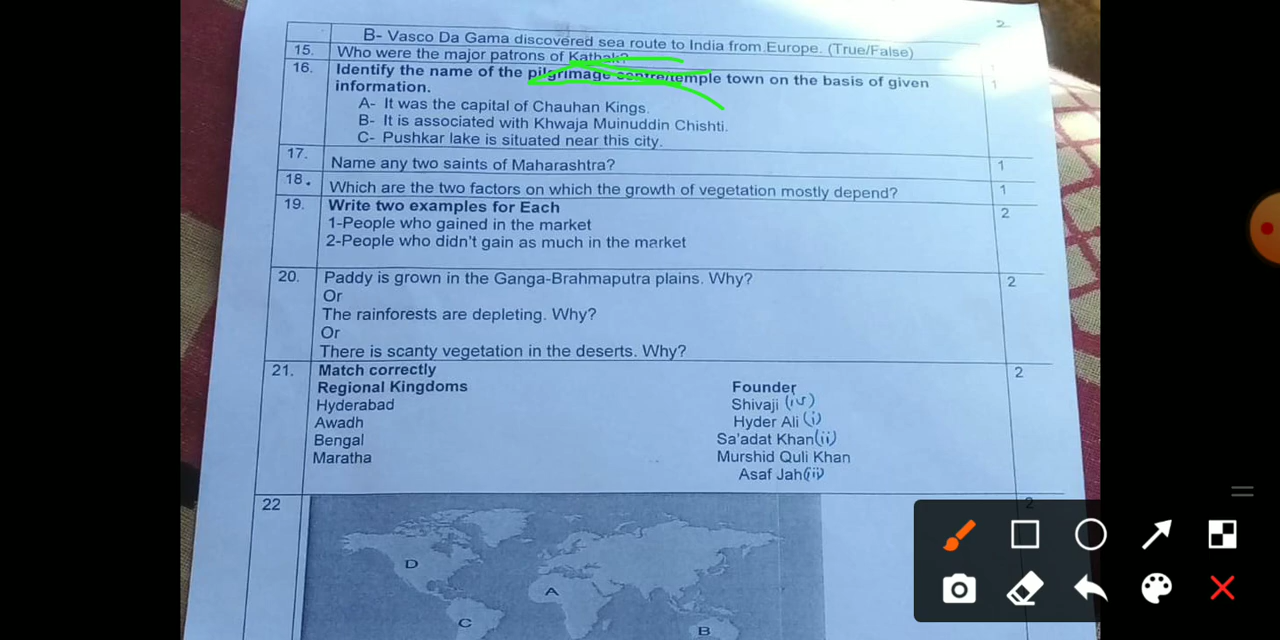 2
B- Vasco Da Gama discovered sea route to India from Europe. (True/False)
15. Who were the major patrons of Kathak?
16. Identify the name of the pilgrimage centre/temple town on the basis of given 1
information.
A- It was the capital of Chauhan Kings.
B- It is associated with Khwaja Muinuddin Chishti.
C- Pushkar lake is situated near this city.
17. Name any two saints of Maharashtra? 1
18. Which are the two factors on which the growth of vegetation mostly depend? 1
19. Write two examples for Each 2
1-People who gained in the market
2-People who didn't gain as much in the market
20. Paddy is grown in the Ganga-Brahmaputra plains. Why? 2
Or
The rainforests are depleting. Why?
Or
There is scanty vegetation in the deserts. Why?
21. Match correctly 2
Regional Kingdoms Founder
Hyderabad Shivaji (iv)
Awadh Hyder Ali (i)
Bengal Sa'adat Khan (ii)
Maratha Murshid Quli Khan
Asaf Jah (ii)
22 2
D
A
C
B